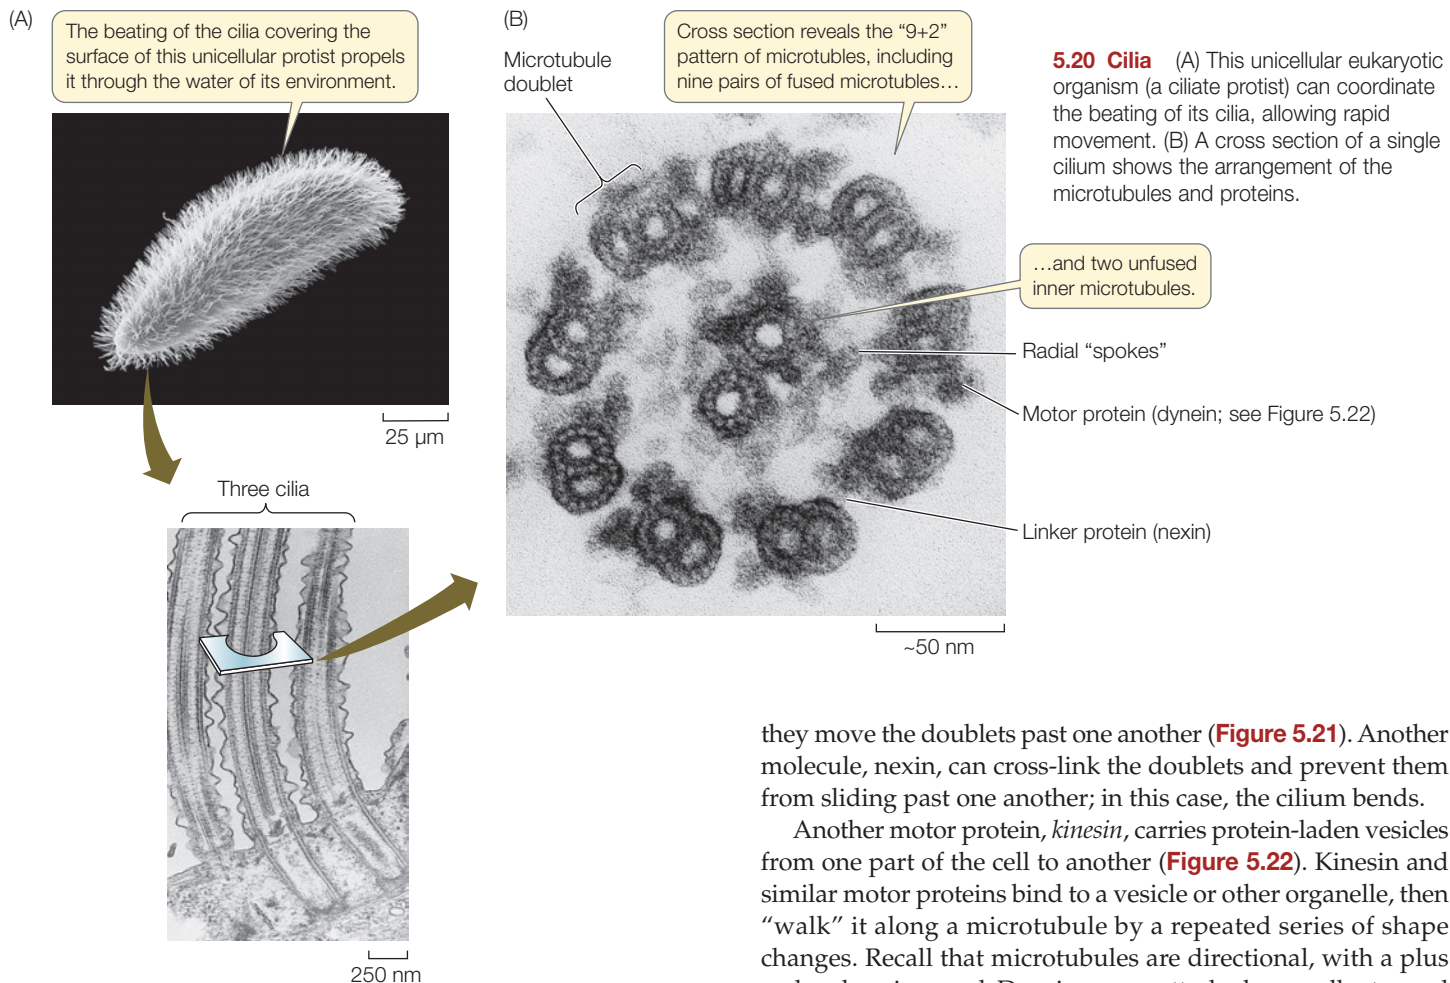 (A)
The beating of the cilia covering the
surface of this unicellular protist propels
it through the water of its environment.
25 µm
Three cilia
250 nm
(B)
Microtubule
doublet
Cross section reveals the “9+2”
pattern of microtubles, including
nine pairs of fused microtubles…
…and two unfused
inner microtubules.
Radial “spokes”
Motor protein (dynein; see Figure 5.22)
Linker protein (nexin)
~50 nm
5.20 Cilia (A) This unicellular eukaryotic
organism (a ciliate protist) can coordinate
the beating of its cilia, allowing rapid
movement. (B) A cross section of a single
cilium shows the arrangement of the
microtubules and proteins.
they move the doublets past one another (Figure 5.21). Another
molecule, nexin, can cross-link the doublets and prevent them
from sliding past one another; in this case, the cilium bends.
Another motor protein, kinesin, carries protein-laden vesicles
from one part of the cell to another (Figure 5.22). Kinesin and
similar motor proteins bind to a vesicle or other organelle, then
“walk” it along a microtubule by a repeated series of shape
changes. Recall that microtubules are directional, with a plus